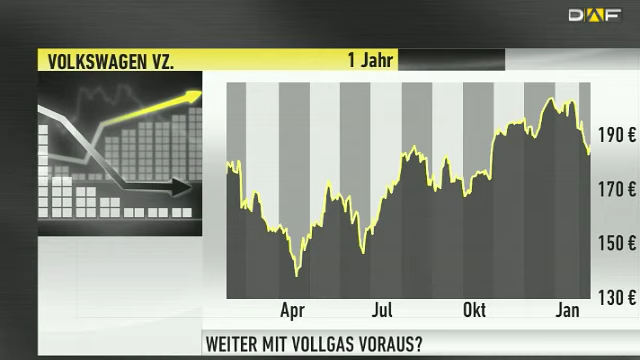 DAF
VOLKSWAGEN VZ. 1 Jahr
190 €
170 €
150 €
130 €
Apr Jul Okt Jan
WEITER MIT VOLLGAS VORAUS?